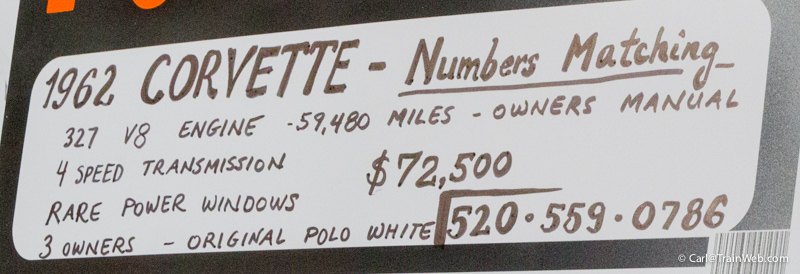 1962 CORVETTE - Numbers Matching
327 V8 ENGINE - 59,480 MILES - OWNERS MANUAL
4 SPEED TRANSMISSION $72,500
RARE POWER WINDOWS
3 OWNERS - ORIGINAL POLO WHITE 520·559·0786
© Carl@TrainWeb.com